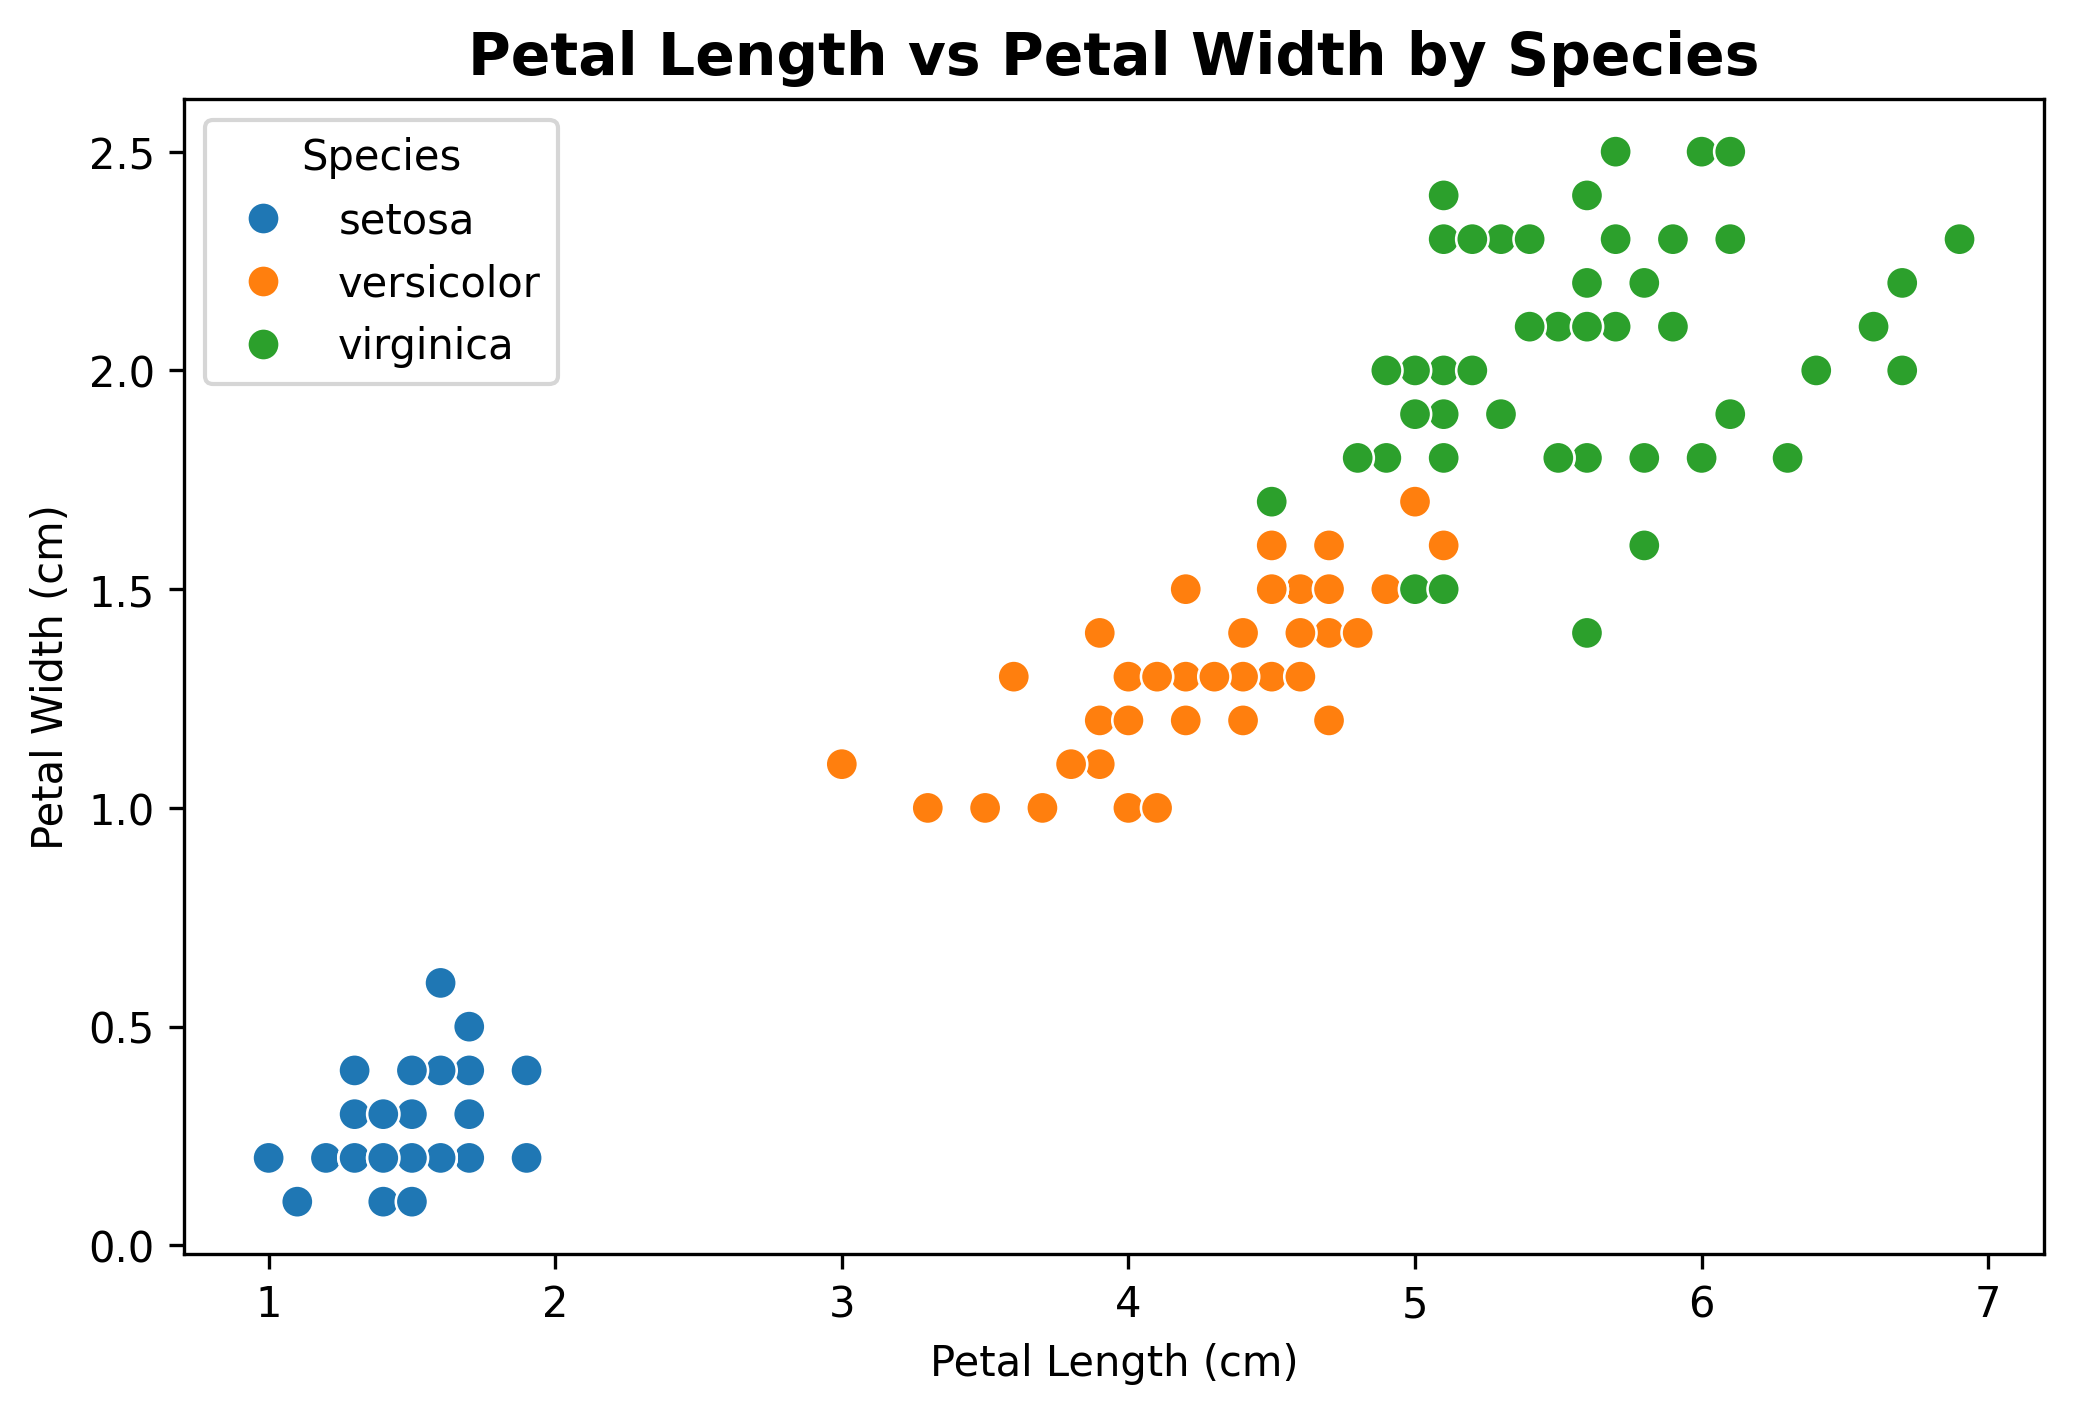 Petal Length vs Petal Width by Species
Species
setosa
versicolor
virginica
Petal Width (cm)
2.5
2.0
1.5
1.0
0.5
0.0
1 2 3 4 5 6 7
Petal Length (cm)